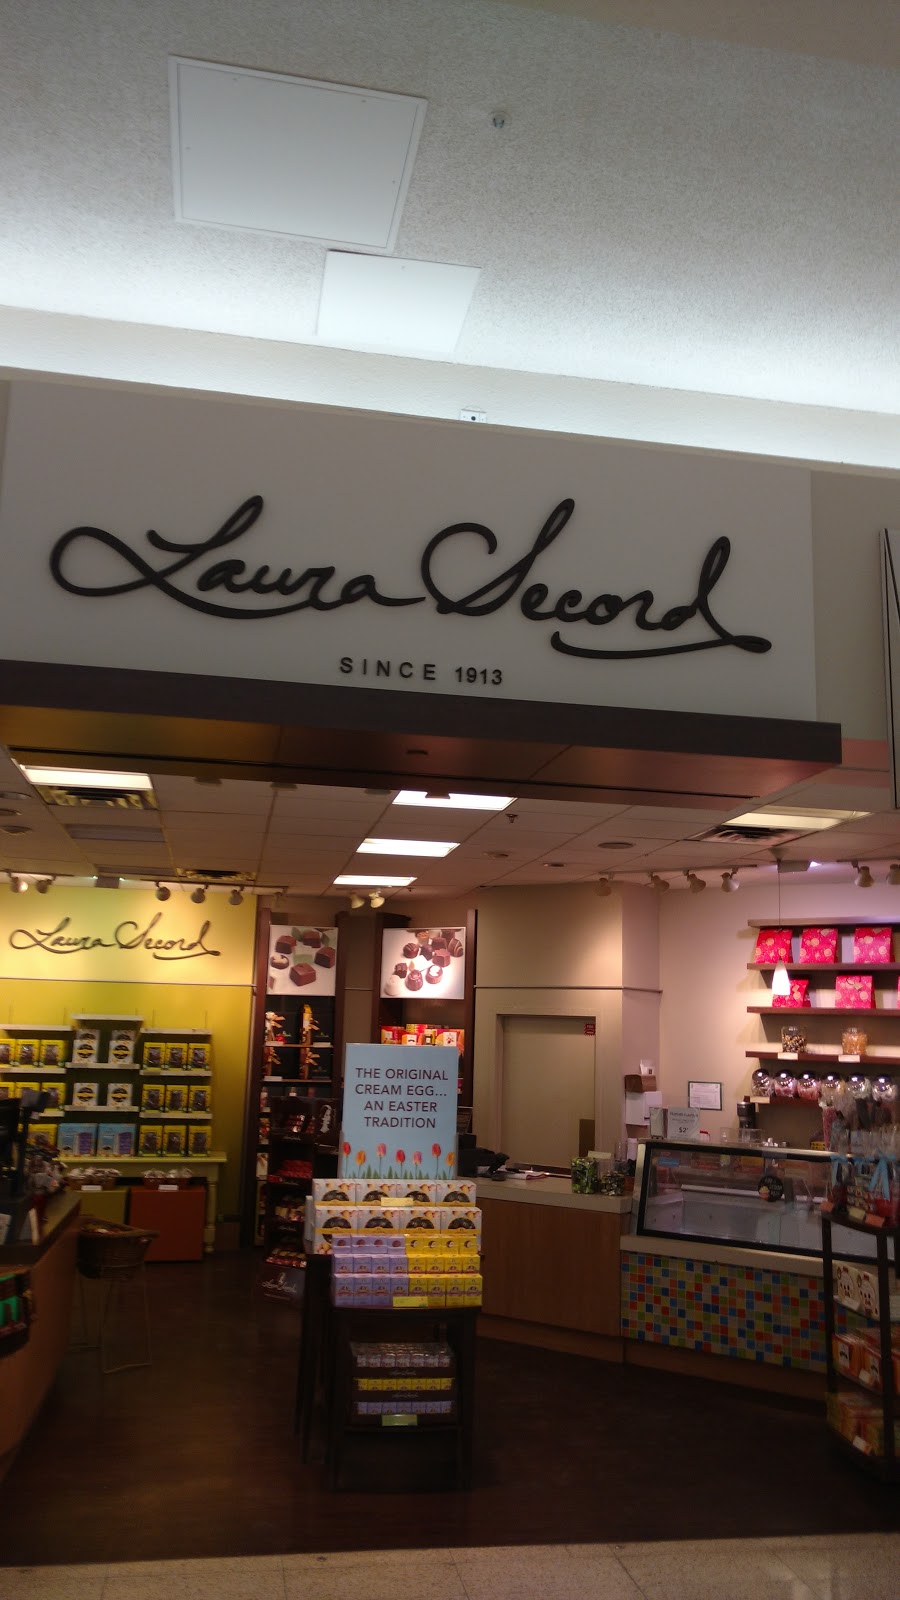 Laura Secord
SINCE 1913
Laura Secord
THE ORIGINAL
CREAM EGG...
AN EASTER
TRADITION